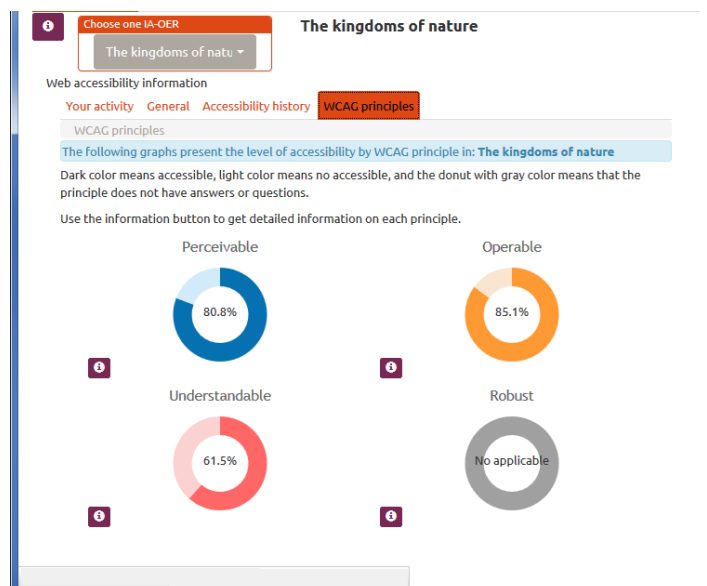 Choose one IA-OER
The kingdoms of natu
The kingdoms of nature
Web accessibility information
Your activity General Accessibility history WCAG principles
WCAG principles
The following graphs present the level of accessibility by WCAG principle in: The kingdoms of nature
Dark color means accessible, light color means no accessible, and the donut with gray color means that the
principle does not have answers or questions.
Use the information button to get detailed information on each principle.
Perceivable
80.8%
Operable
85.1%
Understandable
61.5%
Robust
No applicable